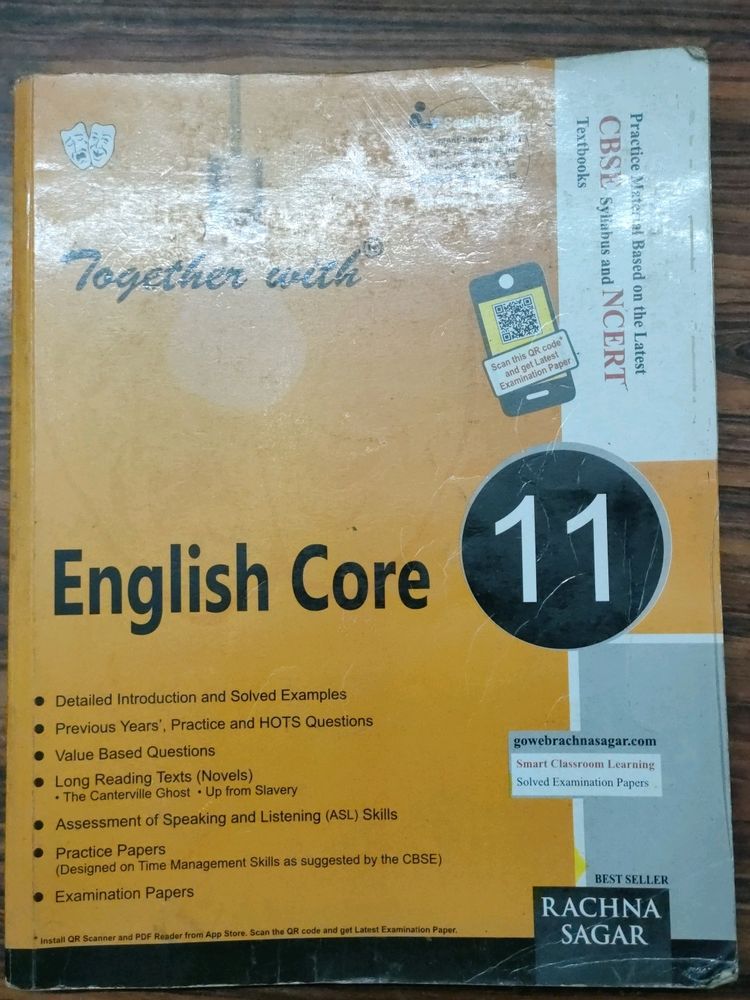 Together with®
Practice Material Based on the Latest
CBSE Syllabus and NCERT
Textbooks
Scan this QR code*
and get Latest
Examination Paper
11
English Core
• Detailed Introduction and Solved Examples
• Previous Years', Practice and HOTS Questions
• Value Based Questions
• Long Reading Texts (Novels)
• The Canterville Ghost • Up from Slavery
• Assessment of Speaking and Listening (ASL) Skills
• Practice Papers
(Designed on Time Management Skills as suggested by the CBSE)
• Examination Papers
gowebrachnasagar.com
Smart Classroom Learning
Solved Examination Papers
BEST SELLER
RACHNA
SAGAR
* Install QR Scanner and PDF Reader from App Store. Scan the QR code and get Latest Examination Paper.